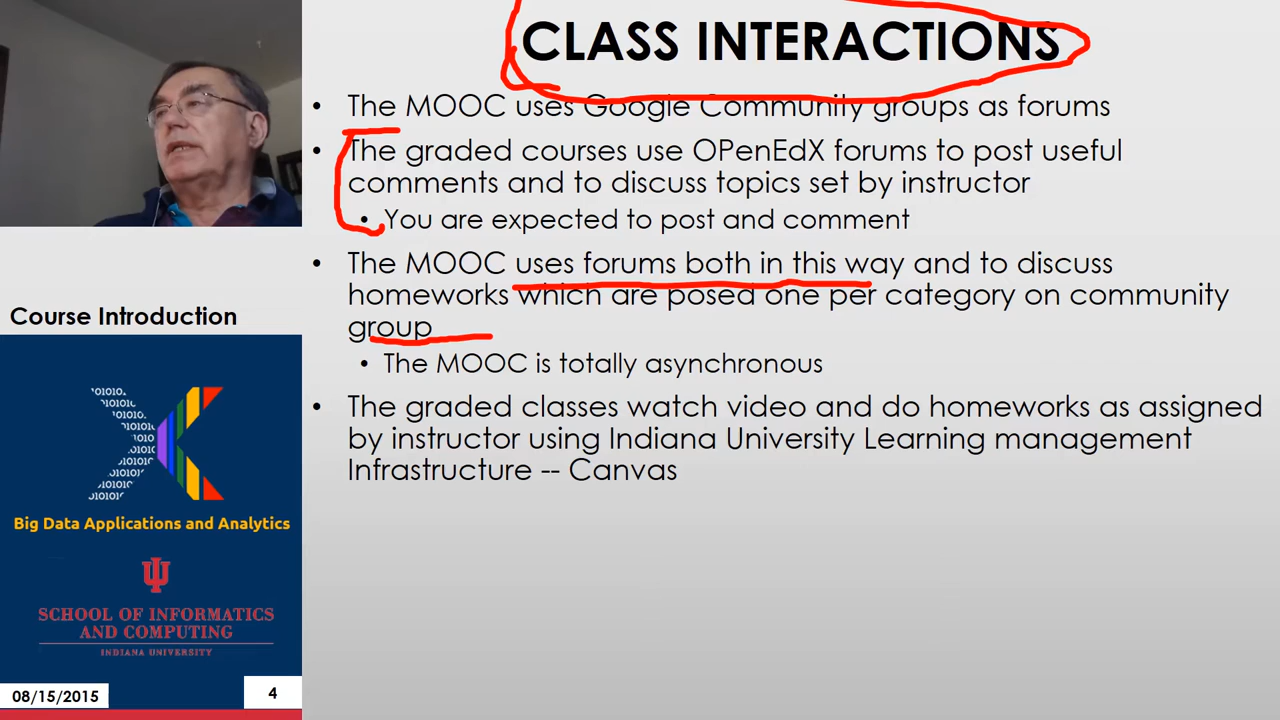 CLASS INTERACTIONS
• The MOOC uses Google Community groups as forums
• The graded courses use OPenEdX forums to post useful
comments and to discuss topics set by instructor
• You are expected to post and comment
• The MOOC uses forums both in this way and to discuss
homeworks which are posed one per category on community
group
• The MOOC is totally asynchronous
• The graded classes watch video and do homeworks as assigned
by instructor using Indiana University Learning management
Infrastructure -- Canvas
Course Introduction
Big Data Applications and Analytics
SCHOOL OF INFORMATICS
AND COMPUTING
INDIANA UNIVERSITY
08/15/2015
4